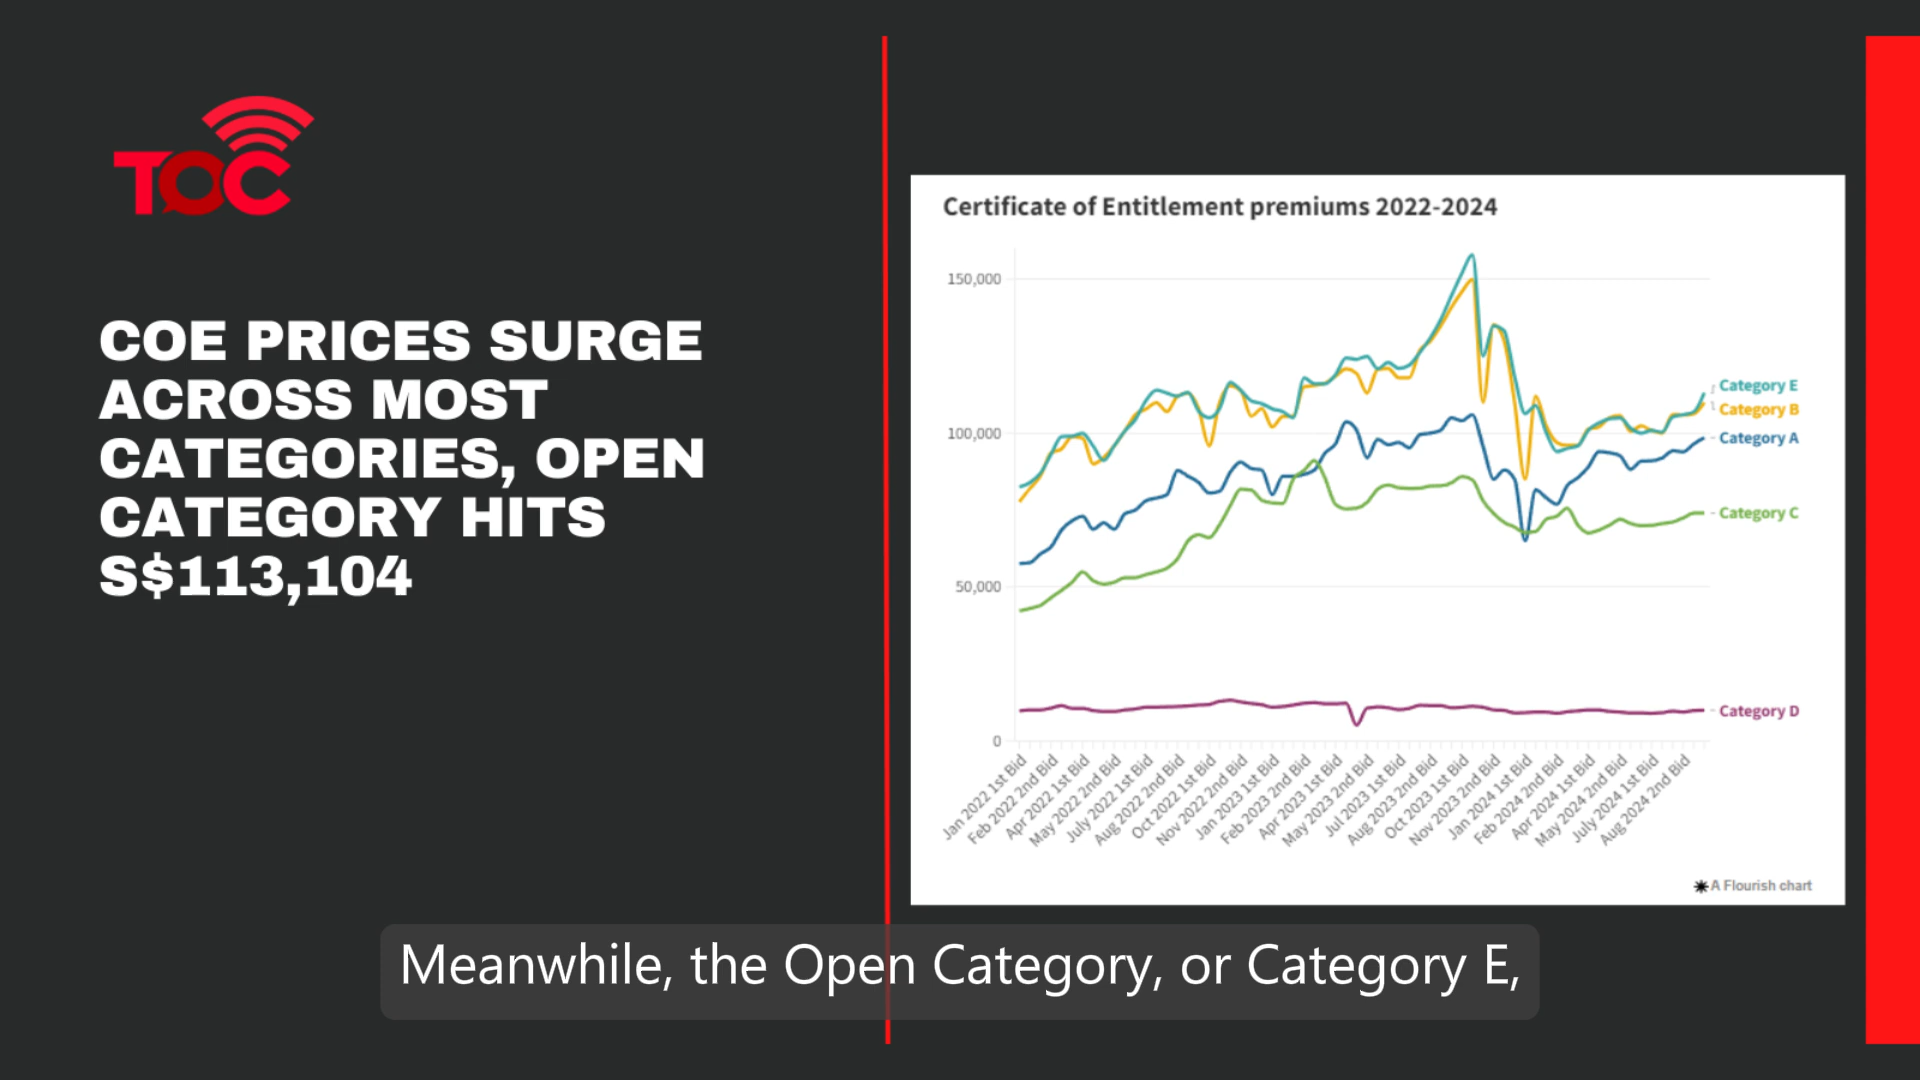 TOC
COE PRICES SURGE
ACROSS MOST
CATEGORIES, OPEN
CATEGORY HITS
S$113,104
Certificate of Entitlement premiums 2022-2024
150,000
100,000
50,000
0
Category E
Category B
Category A
Category C
Category D
Jan 2022 1st Bid
Feb 2022 2nd Bid
Apr 2022 1st Bid
May 2022 2nd Bid
July 2022 1st Bid
Aug 2022 2nd Bid
Oct 2022 1st Bid
Nov 2022 2nd Bid
Jan 2023 1st Bid
Feb 2023 2nd Bid
Apr 2023 1st Bid
May 2023 2nd Bid
Jul 2023 1st Bid
Aug 2023 2nd Bid
Oct 2023 1st Bid
Nov 2023 2nd Bid
Jan 2024 1st Bid
Feb 2024 2nd Bid
Apr 2024 1st Bid
May 2024 2nd Bid
July 2024 1st Bid
Aug 2024 2nd Bid
A Flourish chart
Meanwhile, the Open Category, or Category E,